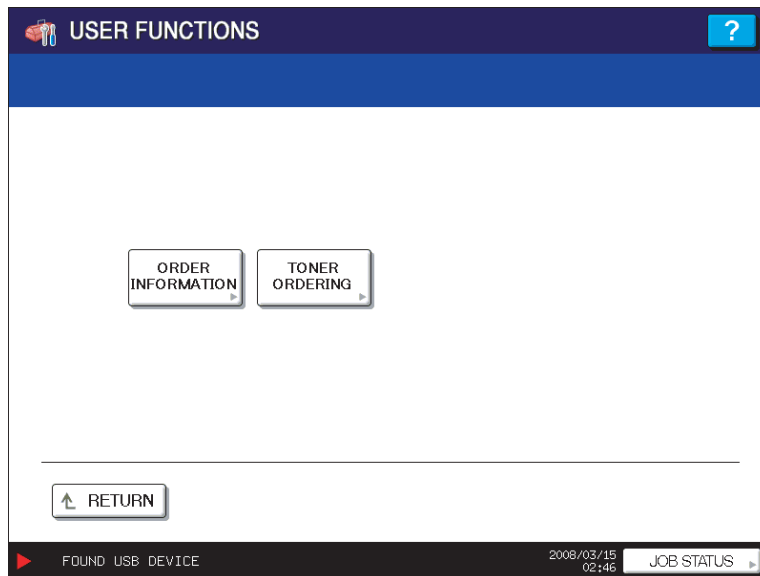 USER FUNCTIONS
?
ORDER
INFORMATION
TONER
ORDERING
RETURN
FOUND USB DEVICE
2008/03/15
02:46
JOB STATUS